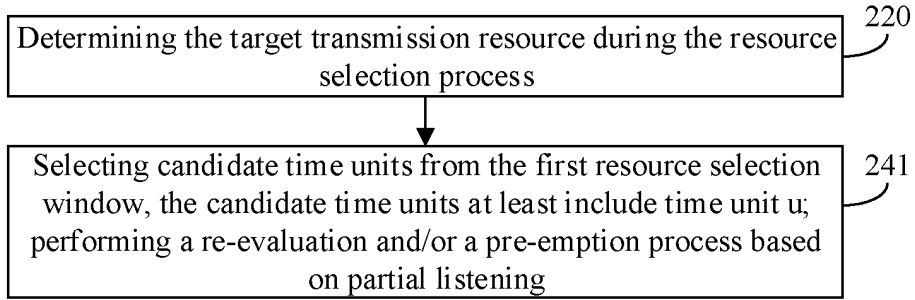 220
Determining the target transmission resource during the resource
selection process
241
Selecting candidate time units from the first resource selection
window, the candidate time units at least include time unit u;
performing a re-evaluation and/or a pre-emption process based
on partial listening